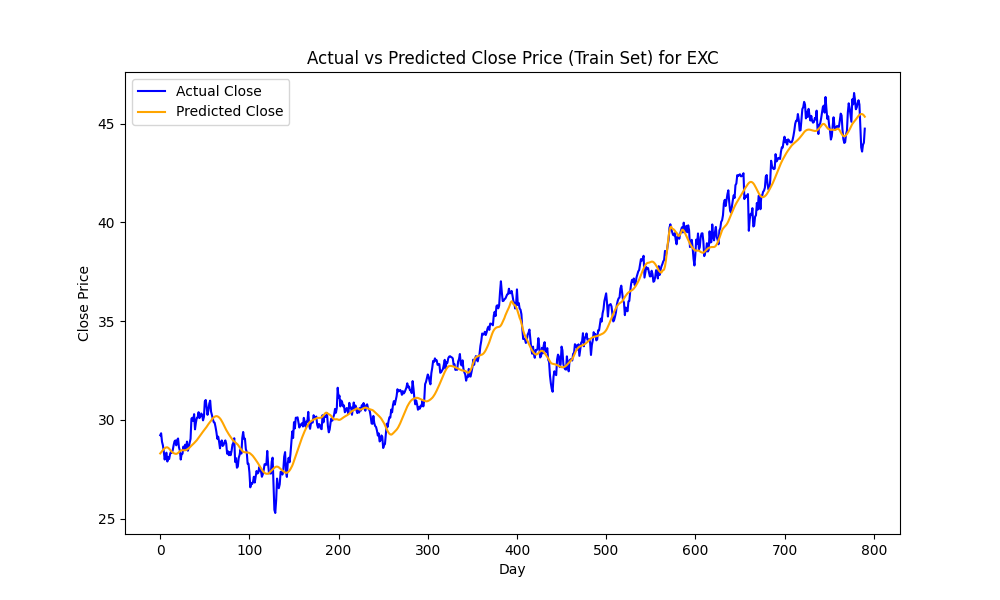 Actual vs Predicted Close Price (Train Set) for EXC
Actual Close
Predicted Close
Close Price
45
40
35
30
25
0 100 200 300 400 500 600 700 800
Day